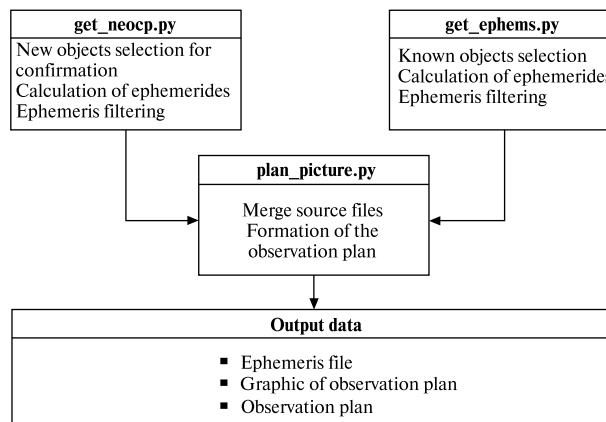 get_neocp.py
New objects selection for
confirmation
Calculation of ephemerides
Ephemeris filtering
get_ephems.py
Known objects selection
Calculation of ephemerides
Ephemeris filtering
plan_picture.py
Merge source files
Formation of the
observation plan
Output data
▪ Ephemeris file
▪ Graphic of observation plan
▪ Observation plan